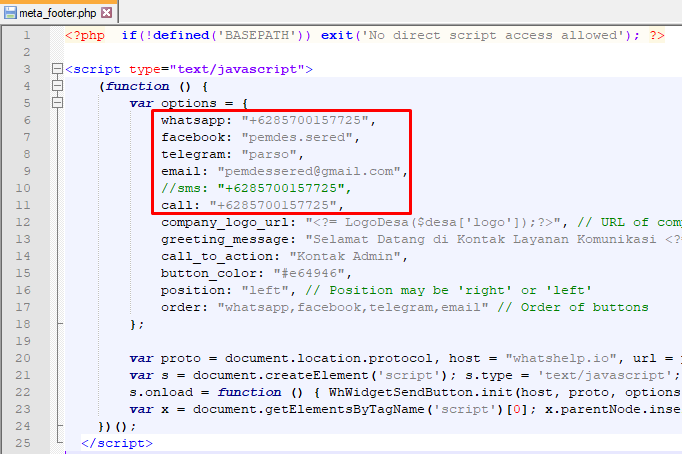 meta_footer.php
1 <?php  if(!defined('BASEPATH')) exit('No direct script access allowed'); ?>
2
3 <script type="text/javascript">
4 (function () {
5 var options = {
6 whatsapp: "+6285700157725",
7 facebook: "pemdes.sered",
8 telegram: "parso",
9 email: "pemdessered@gmail.com",
10 //sms: "+6285700157725",
11 call: "+6285700157725",
12 company_logo_url: "<?= LogoDesa($desa['logo']);?>", // URL of com
13 greeting_message: "Selamat Datang di Kontak Layanan Komunikasi <?
14 call_to_action: "Kontak Admin",
15 button_color: "#e64946",
16 position: "left", // Position may be 'right' or 'left'
17 order: "whatsapp,facebook,telegram,email" // Order of buttons
18 };
19
20 var proto = document.location.protocol, host = "whatshelp.io", url = p
21 var s = document.createElement('script'); s.type = 'text/javascript';
22 s.onload = function () { WhWidgetSendButton.init(host, proto, options
23 var x = document.getElementsByTagName('script')[0]; x.parentNode.inse
24 })();
25 </script>